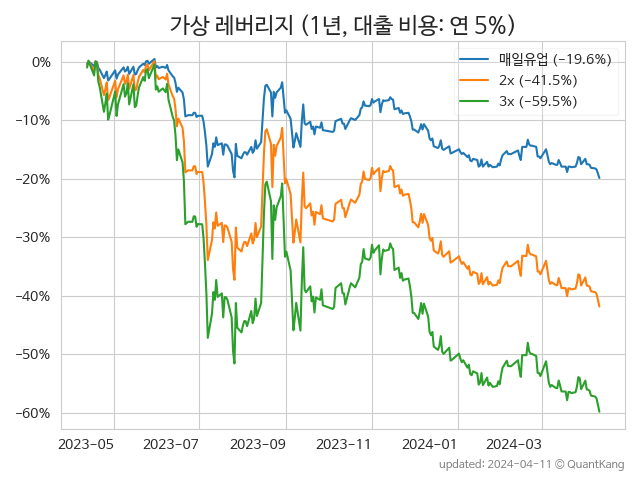 가상 레버리지 (1년, 대출 비용: 연 5%)
매일유업 (−19.6%)
2x (−41.5%)
3x (−59.5%)
0%
−10%
−20%
−30%
−40%
−50%
−60%
2023-05 2023-07 2023-09 2023-11 2024-01 2024-03
updated: 2024-04-11 © QuantKang